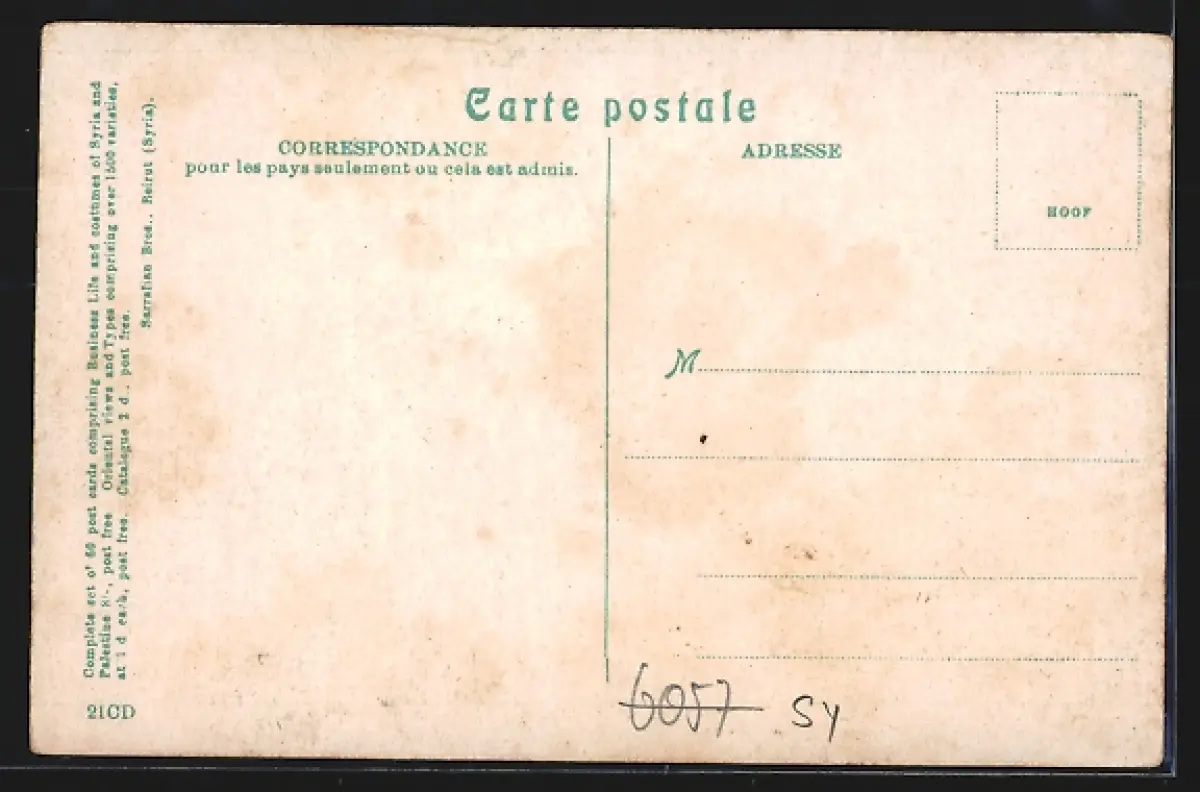 Carte postale
CORRESPONDANCE
pour les pays seulement ou cela est admis.
ADRESSE
HOOF
M
Complete set of 60 post cards comprising Business Life and costumes of Syria and
Palestine 8/-, post free Oriental views and Types comprising over 1500 varieties,
at 1 d each, post free. Catalogue 2 d., post free.
Sarrafian Bros., Beirut (Syria).
21CD
6057 SY